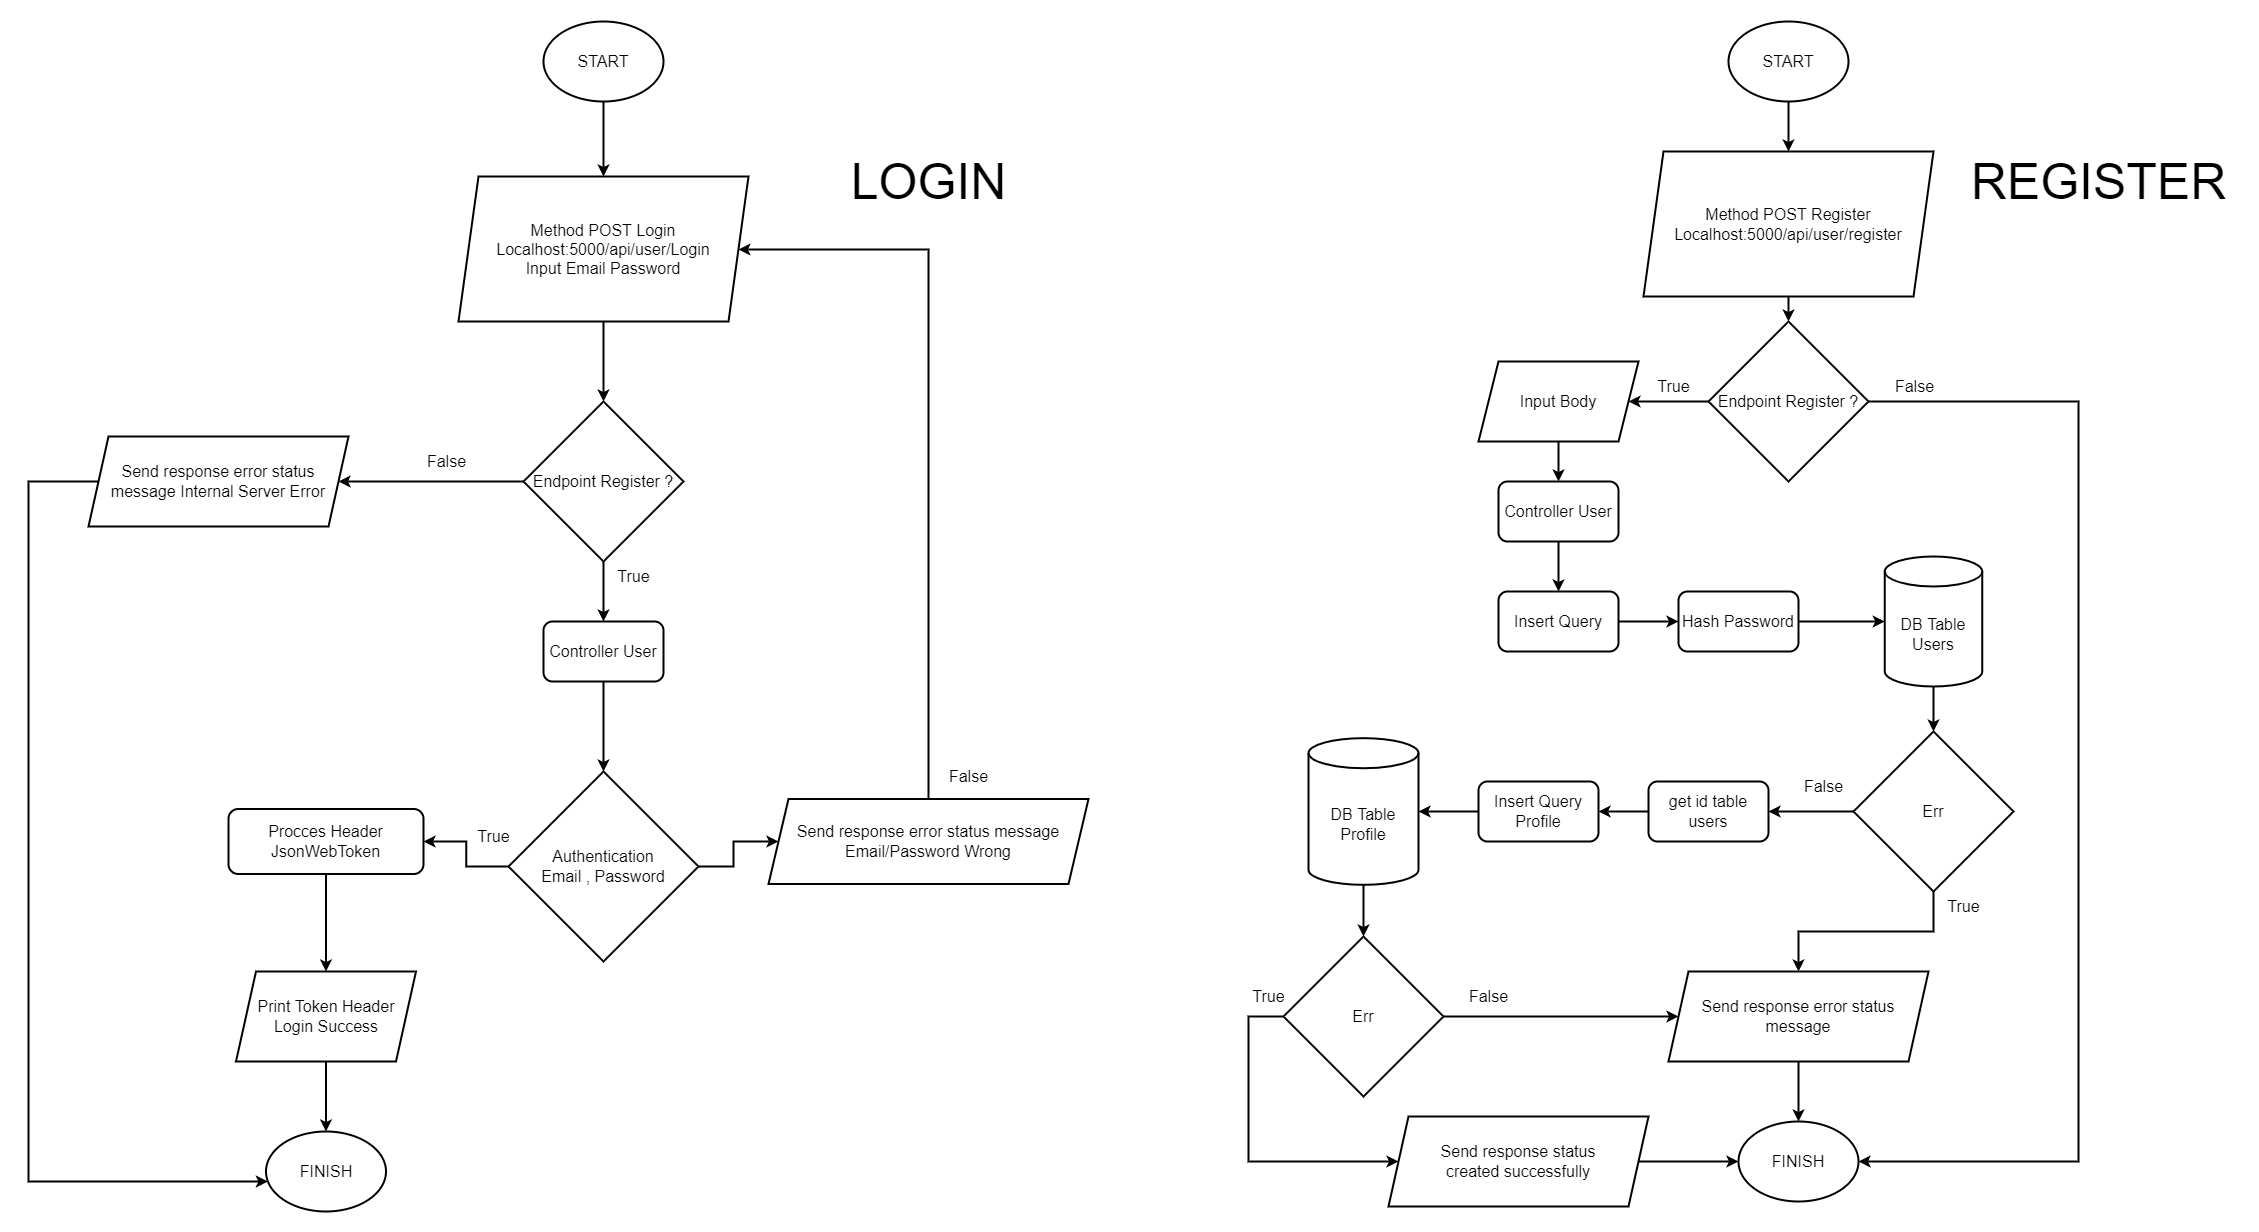 START
LOGIN
Method POST Login
Localhost:5000/api/user/Login
Input Email Password
Endpoint Register ?
False
Send response error status
message Internal Server Error
True
Controller User
Authentication
Email , Password
True
Procces Header
JsonWebToken
False
Send response error status message
Email/Password Wrong
Print Token Header
Login Success
FINISH
START
REGISTER
Method POST Register
Localhost:5000/api/user/register
Endpoint Register ?
True
False
Input Body
Controller User
Insert Query
Hash Password
DB Table
Users
Err
False
get id table
users
Insert Query
Profile
DB Table
Profile
True
Err
True
False
Send response error status
message
Send response status
created successfully
FINISH